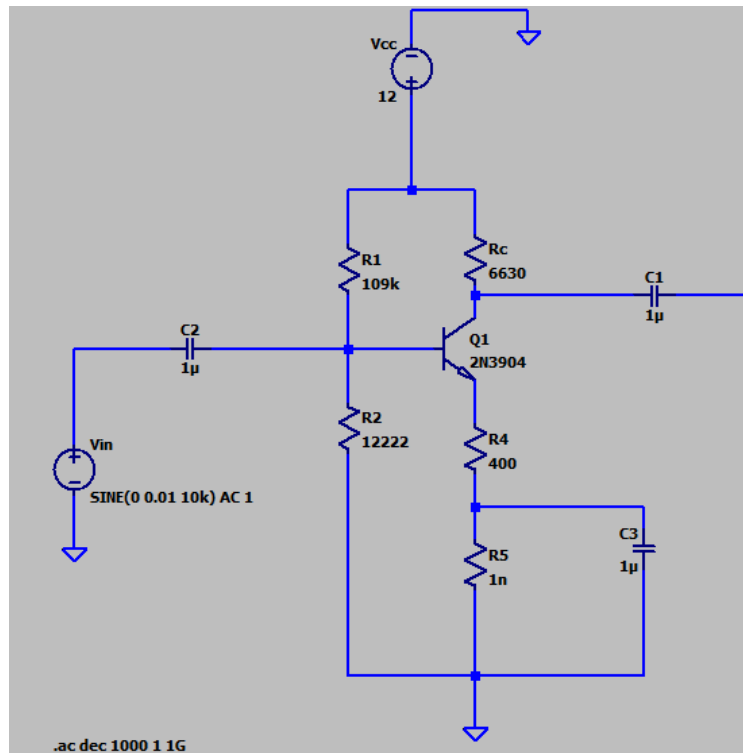 Vcc
12
R1
109k
Rc
6630
C1
1µ
C2
1µ
Q1
2N3904
R2
12222
Vin
SINE(0 0.01 10k) AC 1
R4
400
R5
1n
C3
1µ
.ac dec 1000 1 1G